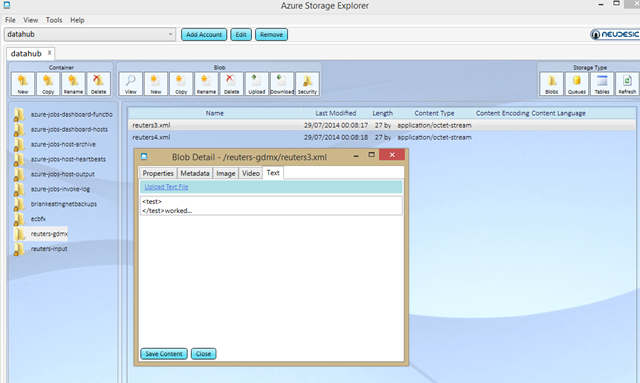 Azure Storage Explorer
File View Tools Help
datahub Add Account Edit Remove NEUDESIC
datahub x
Container Blob Storage Type
New Copy Rename Delete View New Copy Rename Delete Upload Download Security Blobs Queues Tables Refresh
Name Last Modified Length Content Type Content Encoding Content Language
azure-jobs-dashboard-functio
reuters3.xml 29/07/2014 00:08:17 27 by application/octet-stream
azure-jobs-dashboard-hosts
reuters4.xml 29/07/2014 00:08:18 27 by application/octet-stream
azure-jobs-host-archive
azure-jobs-host-heartbeats
azure-jobs-host-output
azure-jobs-invoke-log
briankeatingnetbackups
ecbfx
reuters-gdmx
reuters-input
Blob Detail - /reuters-gdmx/reuters3.xml
Properties Metadata Image Video Text
Upload Text File
<test>
</test>worked...
Save Content Close